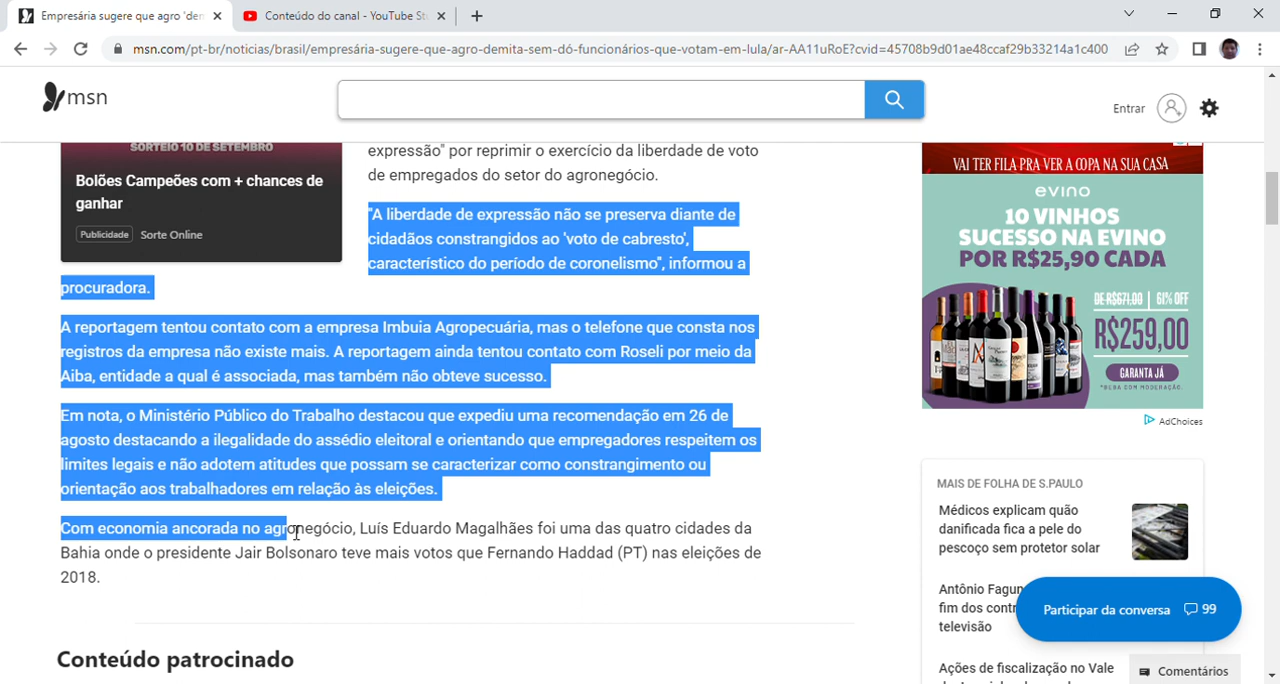 Empresária sugere que agro "dem
Conteúdo do canal - YouTube St
msn.com/pt-br/noticias/brasil/empresária-sugere-que-agro-demita-sem-dó-funcionários-que-votam-em-lula/ar-AA11uRoE?cvid=45708b9d01ae48ccaf29b33214a1c400
msn
Entrar
SORTEIO 10 DE SETEMBRO
Bolões Campeões com + chances de
ganhar
Publicidade Sorte Online
expressão" por reprimir o exercício da liberdade de voto
de empregados do setor do agronegócio.
"A liberdade de expressão não se preserva diante de
cidadãos constrangidos ao 'voto de cabresto',
característico do período de coronelismo", informou a
procuradora.
A reportagem tentou contato com a empresa Imbuia Agropecuária, mas o telefone que consta nos
registros da empresa não existe mais. A reportagem ainda tentou contato com Roseli por meio da
Aiba, entidade a qual é associada, mas também não obteve sucesso.
Em nota, o Ministério Público do Trabalho destacou que expediu uma recomendação em 26 de
agosto destacando a ilegalidade do assédio eleitoral e orientando que empregadores respeitem os
limites legais e não adotem atitudes que possam se caracterizar como constrangimento ou
orientação aos trabalhadores em relação às eleições.
Com economia ancorada no agronegócio, Luís Eduardo Magalhães foi uma das quatro cidades da
Bahia onde o presidente Jair Bolsonaro teve mais votos que Fernando Haddad (PT) nas eleições de
2018.
Conteúdo patrocinado
VAI TER FILA PRA VER A COPA NA SUA CASA
evino
10 VINHOS
SUCESSO NA EVINO
POR R$25,90 CADA
DE R$671,00 | 61% OFF
R$259,00
GARANTA JÁ
*BEBA COM MODERAÇÃO.
AdChoices
MAIS DE FOLHA DE S.PAULO
Médicos explicam quão
danificada fica a pele do
pescoço sem protetor solar
Antônio Fagun
fim dos contr
televisão
Participar da conversa 99
Ações de fiscalização no Vale
Comentários